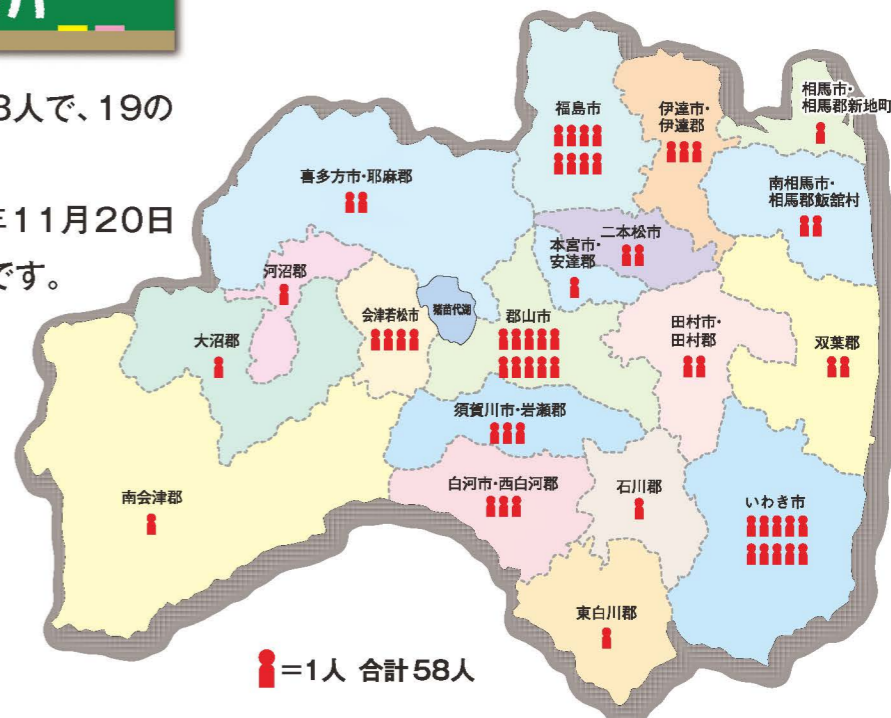 8人で、19の
年11月20日
です。
福島市
伊達市・
伊達郡
相馬市・
相馬郡新地町
喜多方市・耶麻郡
南相馬市・
相馬郡飯舘村
二本松市
本宮市・
安達郡
河沼郡
会津若松市
猪苗代湖
郡山市
田村市・
田村郡
双葉郡
大沼郡
須賀川市・岩瀬郡
白河市・西白河郡
石川郡
いわき市
南会津郡
東白川郡
=1人 合計58人